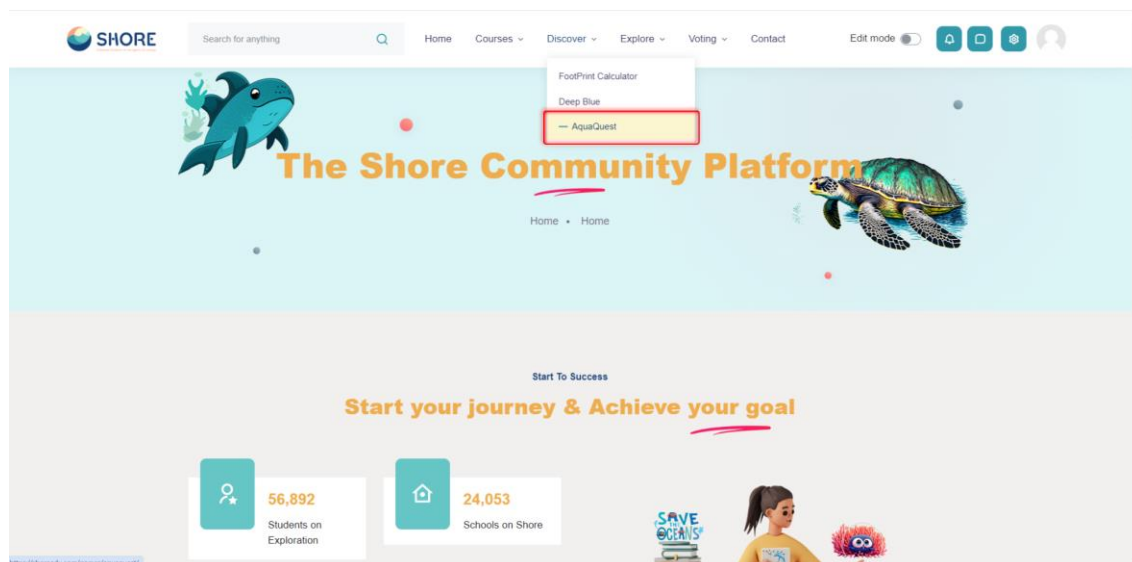 SHORE
Search for anything
Home Courses Discover Explore Voting Contact
Edit mode
FootPrint Calculator
Deep Blue
— AquaQuest
The Shore Community Platform
Home • Home
Start To Success
Start your journey & Achieve your goal
56,892
Students on
Exploration
24,053
Schools on Shore
SAVE
THE
OCEANS